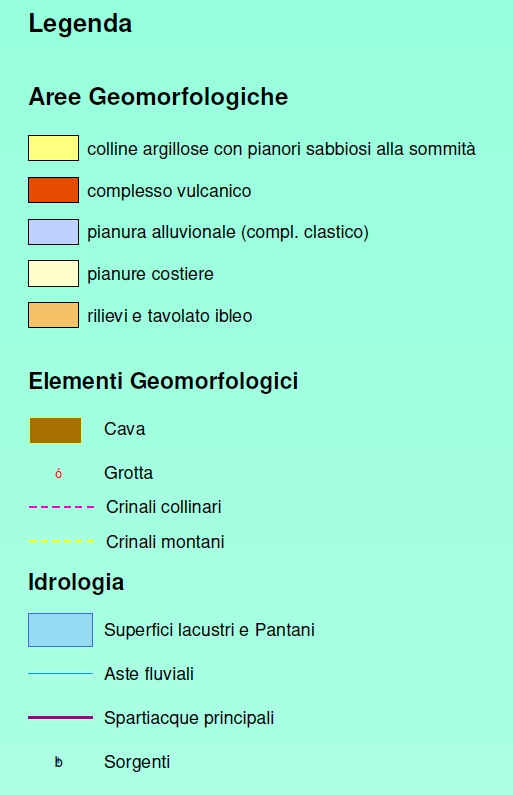 Legenda
Aree Geomorfologiche
colline argillose con pianori sabbiosi alla sommità
complesso vulcanico
pianura alluvionale (compl. clastico)
pianure costiere
rilievi e tavolato ibleo
Elementi Geomorfologici
Cava
ó Grotta
Crinali collinari
Crinali montani
Idrologia
Superfici lacustri e Pantani
Aste fluviali
Spartiacque principali
Sorgenti